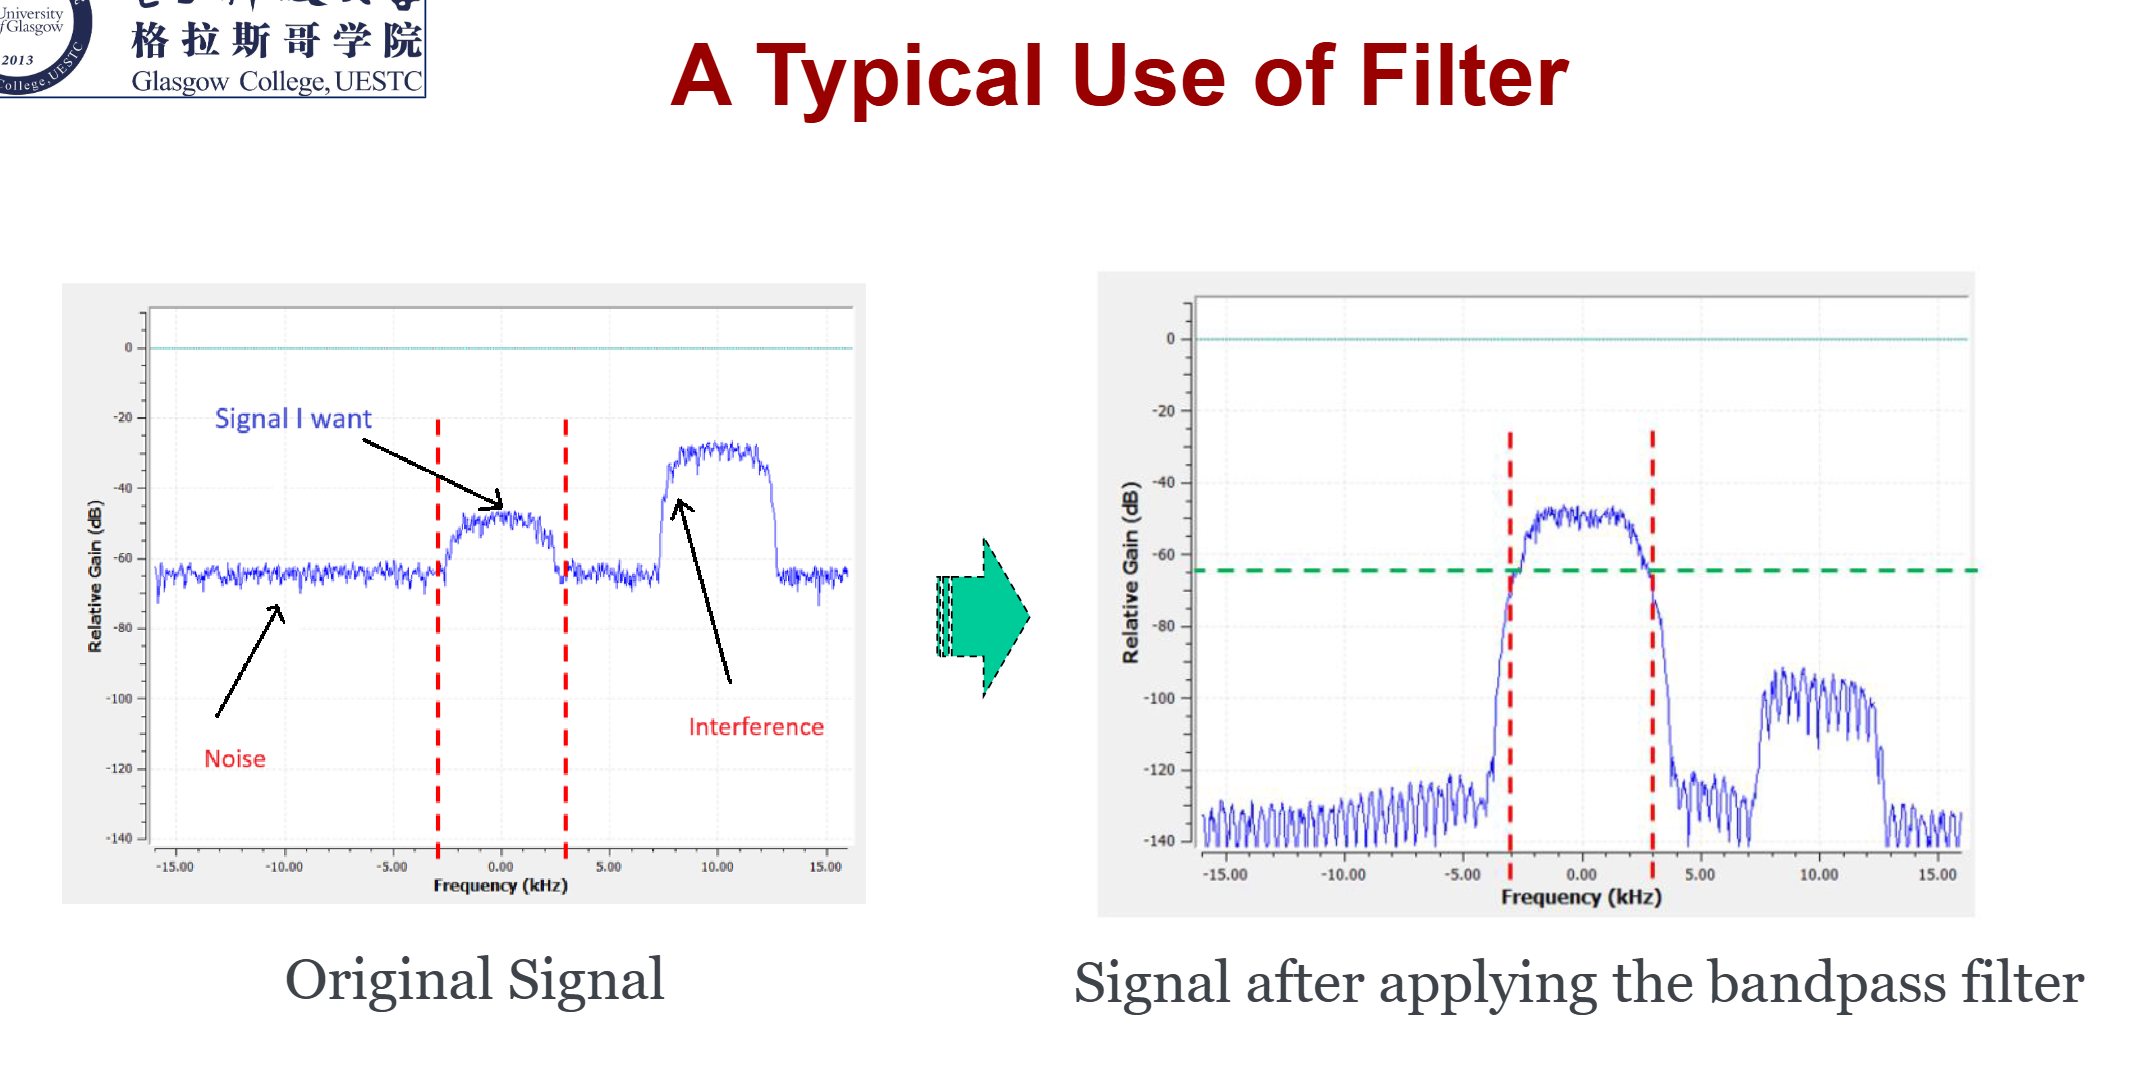 University
of Glasgow
2013
College, UESTC
格拉斯哥学院
Glasgow College, UESTC
A Typical Use of Filter
0
-20
-40
-60
-80
-100
-120
-140
Relative Gain (dB)
Signal I want
Noise
Interference
-15.00 -10.00 -5.00 0.00 5.00 10.00 15.00
Frequency (kHz)
Original Signal
0
-20
-40
-60
-80
-100
-120
-140
Relative Gain (dB)
-15.00 -10.00 -5.00 0.00 5.00 10.00 15.00
Frequency (kHz)
Signal after applying the bandpass filter